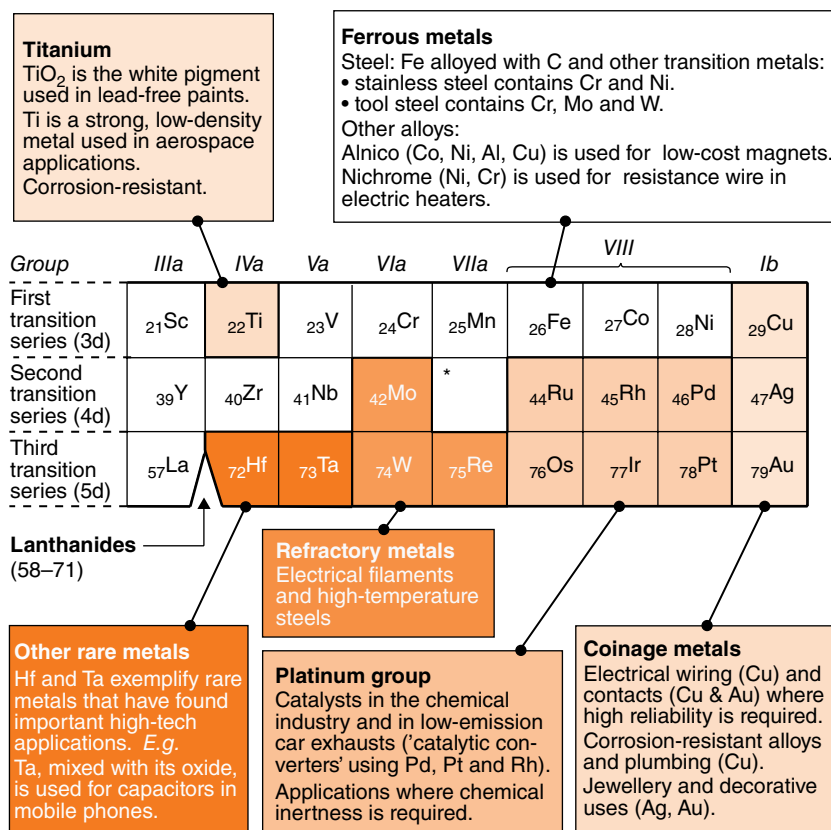 Titanium
TiO₂ is the white pigment
used in lead-free paints.
Ti is a strong, low-density
metal used in aerospace
applications.
Corrosion-resistant.
Ferrous metals
Steel: Fe alloyed with C and other transition metals:
• stainless steel contains Cr and Ni.
• tool steel contains Cr, Mo and W.
Other alloys:
Alnico (Co, Ni, Al, Cu) is used for low-cost magnets.
Nichrome (Ni, Cr) is used for resistance wire in
electric heaters.
Group IIIa IVa Va VIa VIIa VIII Ib
First
transition
series (3d)
₂₁Sc ₂₂Ti ₂₃V ₂₄Cr ₂₅Mn ₂₆Fe ₂₇Co ₂₈Ni ₂₉Cu
Second
transition
series (4d)
₃₉Y ₄₀Zr ₄₁Nb ₄₂Mo * ₄₄Ru ₄₅Rh ₄₆Pd ₄₇Ag
Third
transition
series (5d)
₅₇La ₇₂Hf ₇₃Ta ₇₄W ₇₅Re ₇₆Os ₇₇Ir ₇₈Pt ₇₉Au
Lanthanides
(58–71)
Refractory metals
Electrical filaments
and high-temperature
steels
Other rare metals
Hf and Ta exemplify rare
metals that have found
important high-tech
applications. E.g.
Ta, mixed with its oxide,
is used for capacitors in
mobile phones.
Platinum group
Catalysts in the chemical
industry and in low-emission
car exhausts ('catalytic con-
verters' using Pd, Pt and Rh).
Applications where chemical
inertness is required.
Coinage metals
Electrical wiring (Cu) and
contacts (Cu & Au) where
high reliability is required.
Corrosion-resistant alloys
and plumbing (Cu).
Jewellery and decorative
uses (Ag, Au).